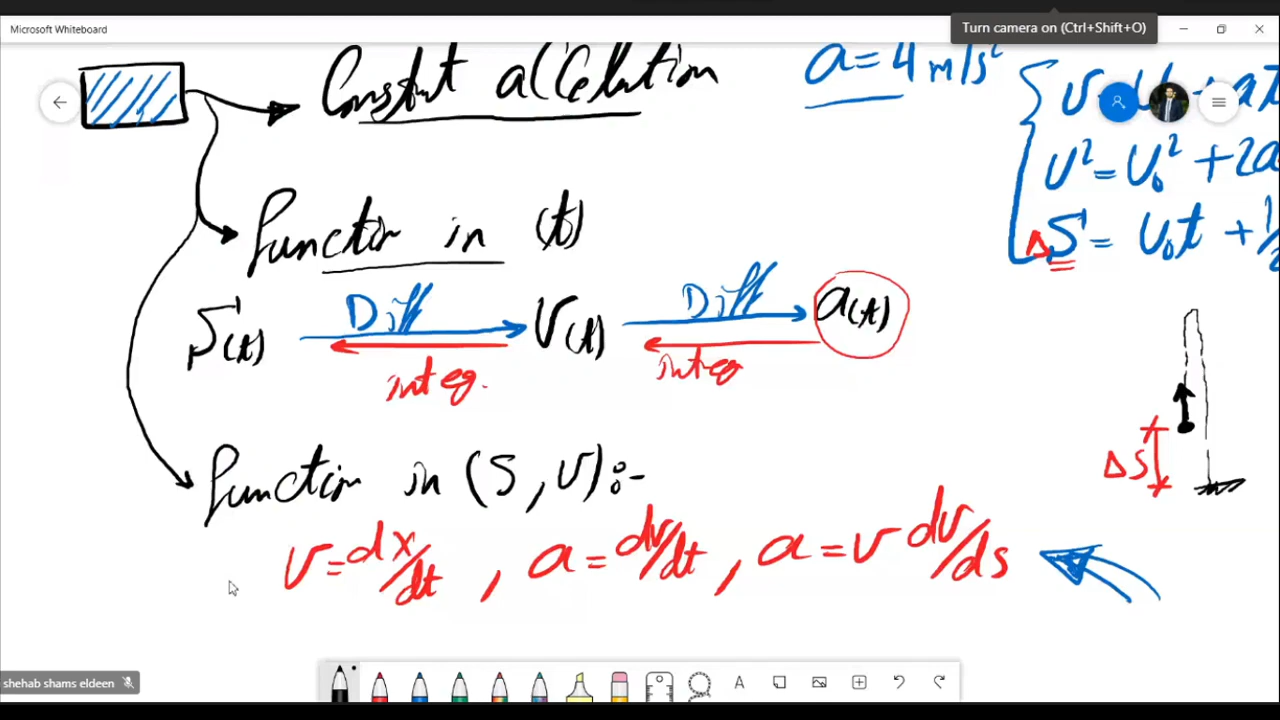 Turn camera on (Ctrl+Shift+O)
Microsoft Whiteboard
Constant
a = 4 m/s²
V² = V₀² + 2a
ΔS = V₀t + 1/2
function in (t)
S(t) Diff V(t) Diff a(t)
integ. integ
ΔS
function in (S, V):-
V = dx/dt , a = dv/dt , a = v dv/ds
shehab shams eldeen